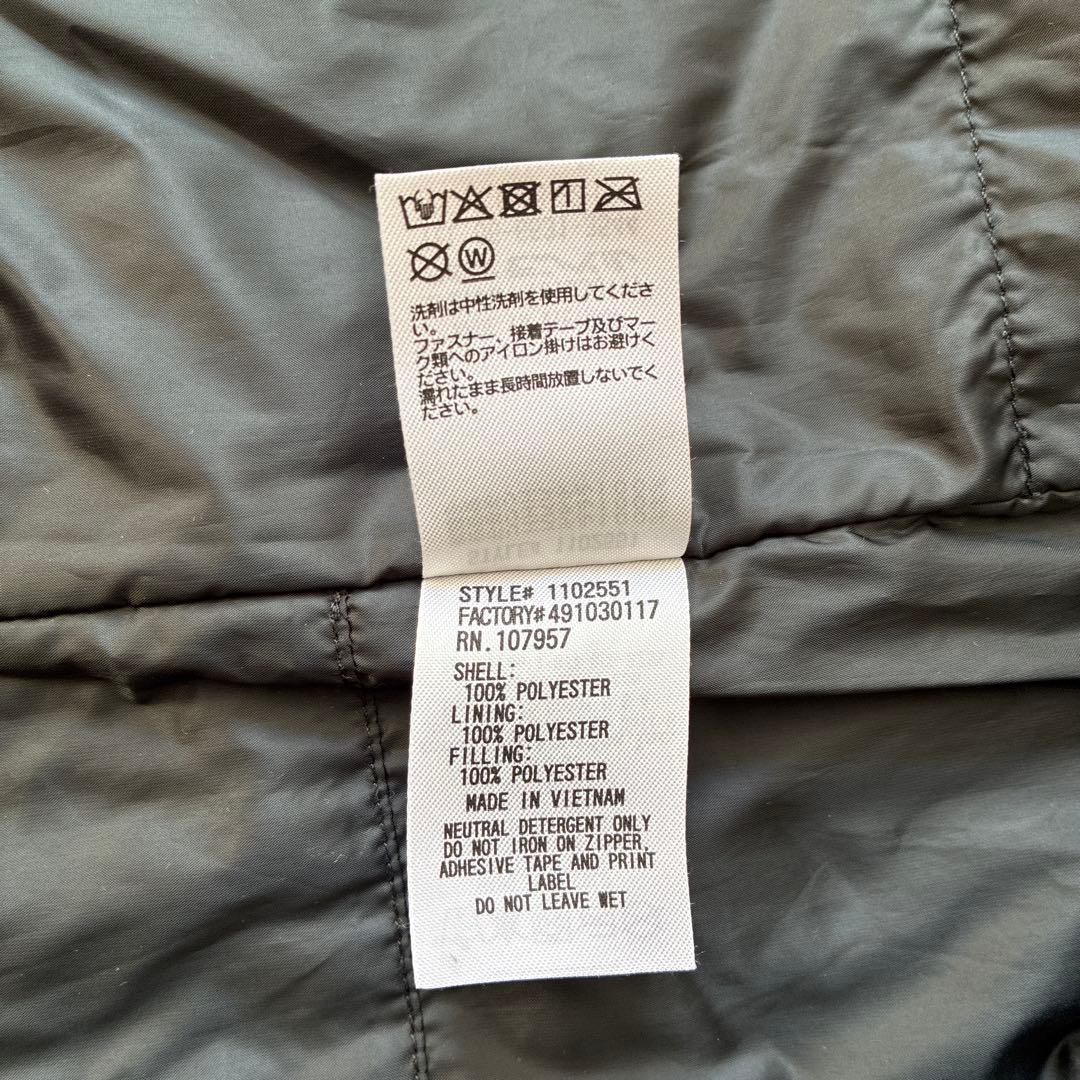 W
洗剤は中性洗剤を使用してくださ
い。
ファスナー、接着テープ及びマー
ク類へのアイロン掛けはお避けく
ださい。
濡れたまま長時間放置しないでく
ださい。
STYLE# 1102551
FACTORY#491030117
RN.107957
SHELL:
100% POLYESTER
LINING:
100% POLYESTER
FILLING:
100% POLYESTER
MADE IN VIETNAM
NEUTRAL DETERGENT ONLY
DO NOT IRON ON ZIPPER,
ADHESIVE TAPE AND PRINT
LABEL
DO NOT LEAVE WET